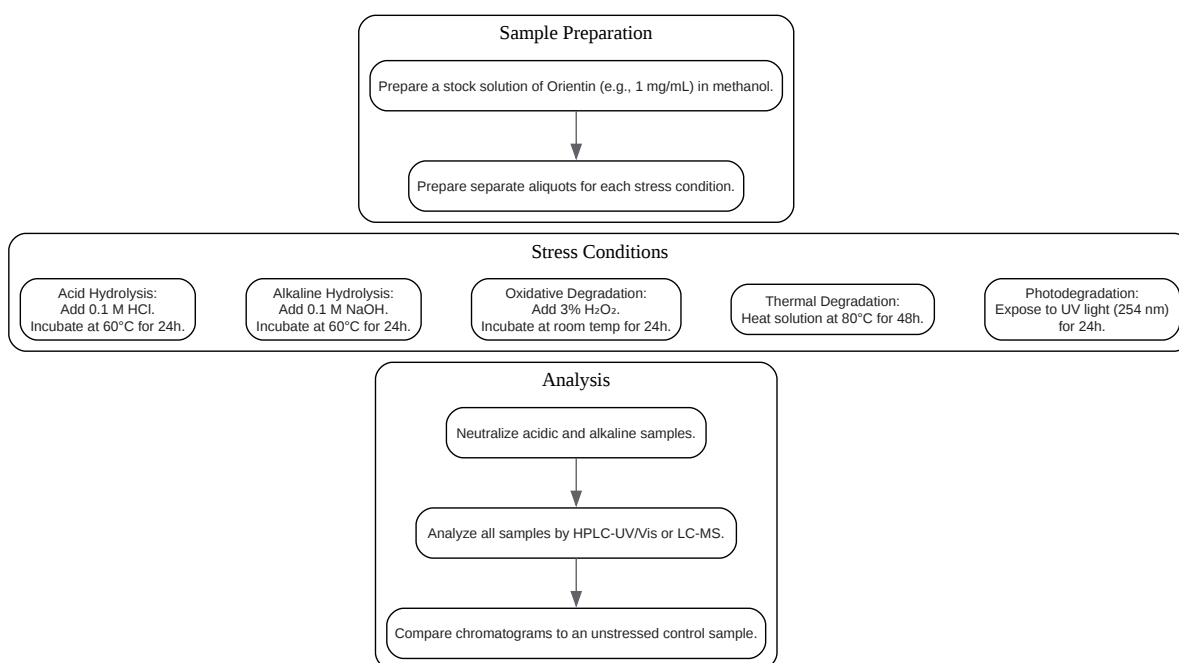 Sample Preparation
Prepare a stock solution of Orientin (e.g., 1 mg/mL) in methanol.
Prepare separate aliquots for each stress condition.
Stress Conditions
Acid Hydrolysis:
Add 0.1 M HCl.
Incubate at 60°C for 24h.
Alkaline Hydrolysis:
Add 0.1 M NaOH.
Incubate at 60°C for 24h.
Oxidative Degradation:
Add 3% H₂O₂.
Incubate at room temp for 24h.
Thermal Degradation:
Heat solution at 80°C for 48h.
Photodegradation:
Expose to UV light (254 nm)
for 24h.
Analysis
Neutralize acidic and alkaline samples.
Analyze all samples by HPLC-UV/Vis or LC-MS.
Compare chromatograms to an unstressed control sample.